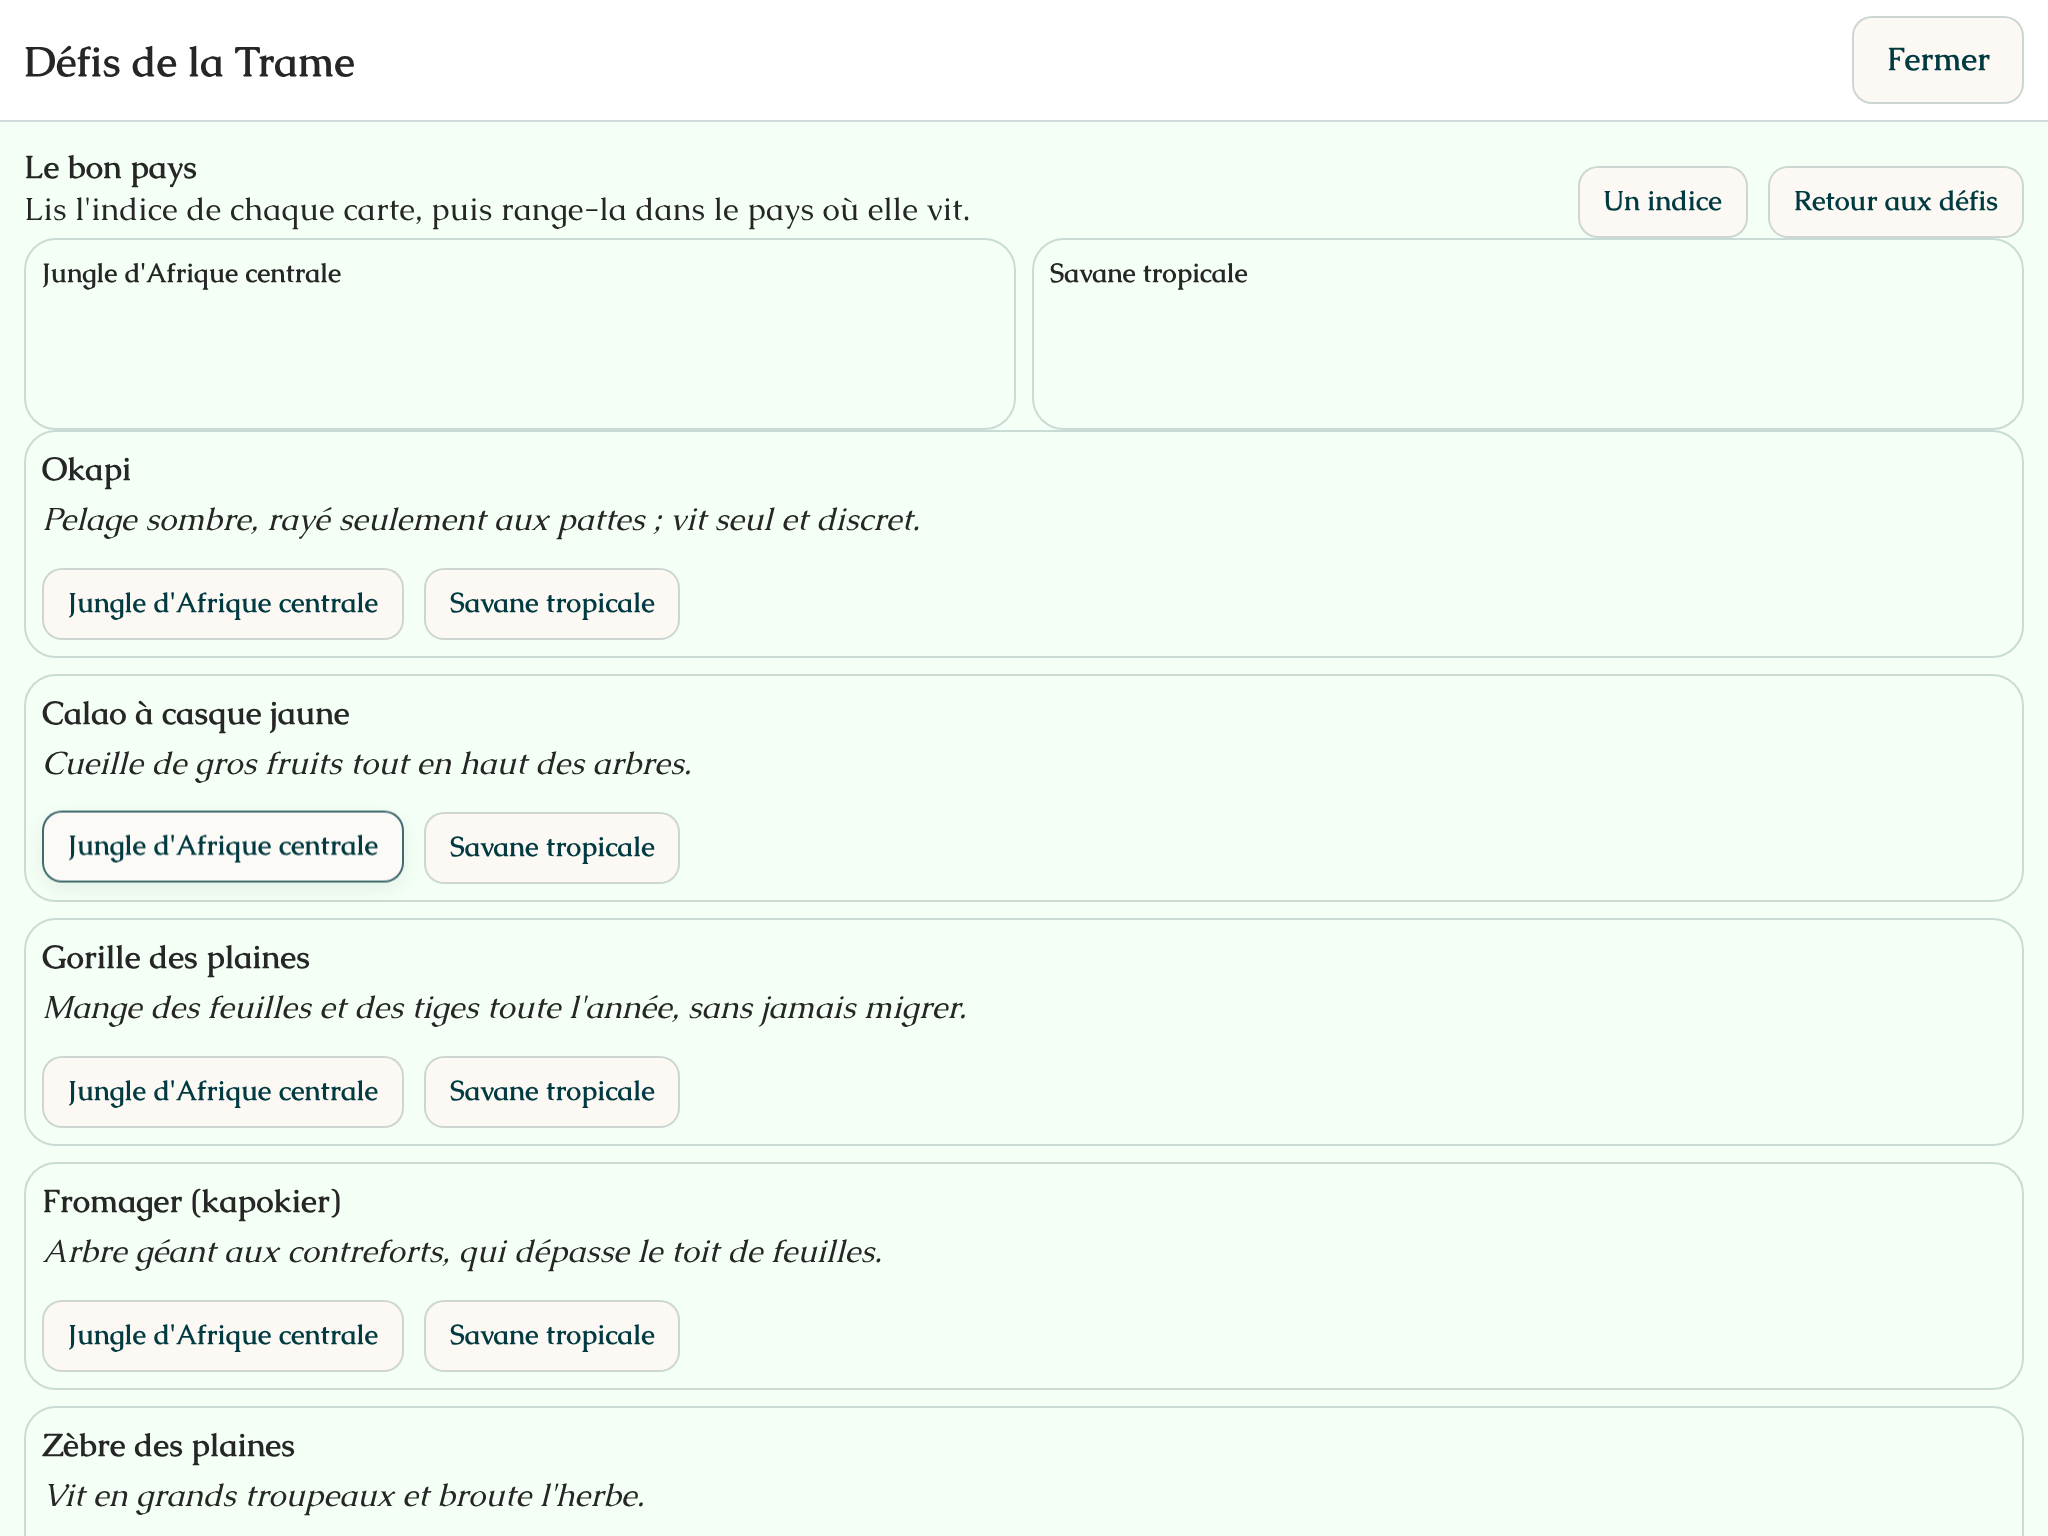 Défis de la Trame
Fermer
Le bon pays
Lis l'indice de chaque carte, puis range-la dans le pays où elle vit.
Un indice
Retour aux défis
Jungle d'Afrique centrale
Savane tropicale
Okapi
Pelage sombre, rayé seulement aux pattes ; vit seul et discret.
Jungle d'Afrique centrale
Savane tropicale
Calao à casque jaune
Cueille de gros fruits tout en haut des arbres.
Jungle d'Afrique centrale
Savane tropicale
Gorille des plaines
Mange des feuilles et des tiges toute l'année, sans jamais migrer.
Jungle d'Afrique centrale
Savane tropicale
Fromager (kapokier)
Arbre géant aux contreforts, qui dépasse le toit de feuilles.
Jungle d'Afrique centrale
Savane tropicale
Zèbre des plaines
Vit en grands troupeaux et broute l'herbe.